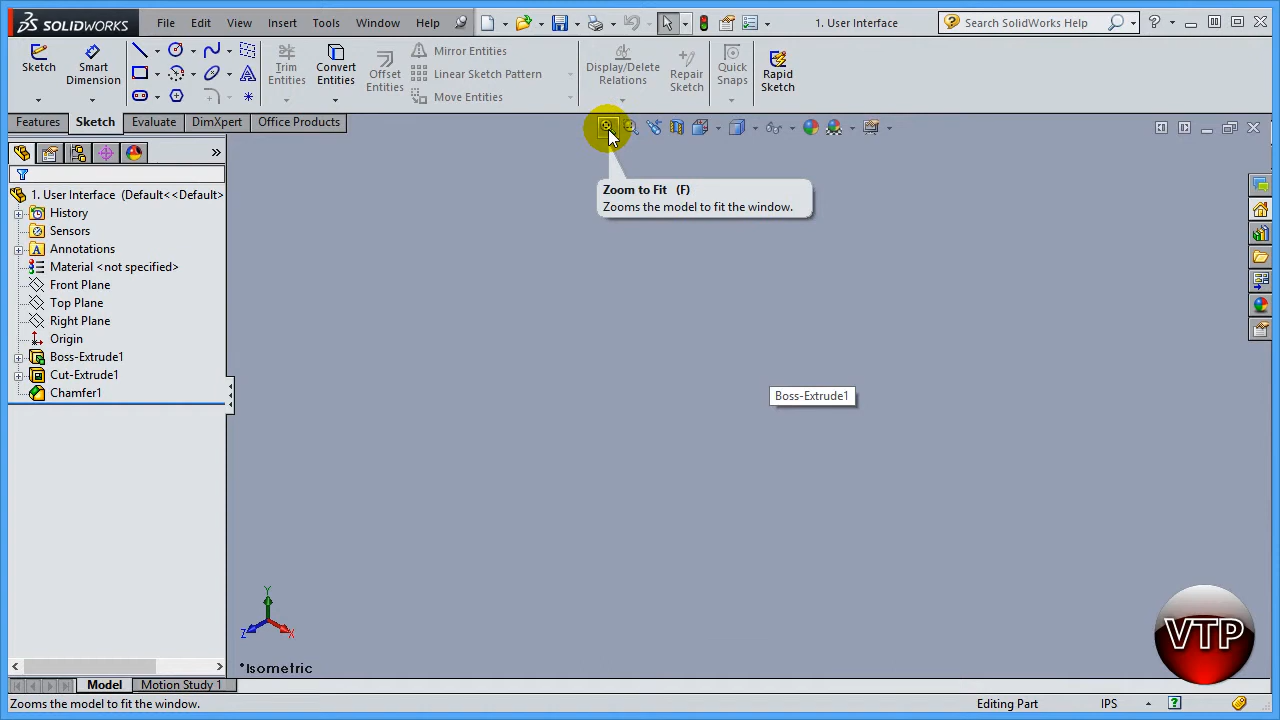 SOLIDWORKS
File Edit View Insert Tools Window Help
1. User Interface
Search SolidWorks Help
Sketch
Smart Dimension
Trim Entities
Convert Entities
Offset Entities
Mirror Entities
Linear Sketch Pattern
Move Entities
Display/Delete Relations
Repair Sketch
Quick Snaps
Rapid Sketch
Features Sketch Evaluate DimXpert Office Products
Zoom to Fit (F)
Zooms the model to fit the window.
1. User Interface (Default<<Default>
History
Sensors
Annotations
Material <not specified>
Front Plane
Top Plane
Right Plane
Origin
Boss-Extrude1
Cut-Extrude1
Chamfer1
Boss-Extrude1
Y
Z X
*Isometric
VTP
Model Motion Study 1
Zooms the model to fit the window.
Editing Part IPS